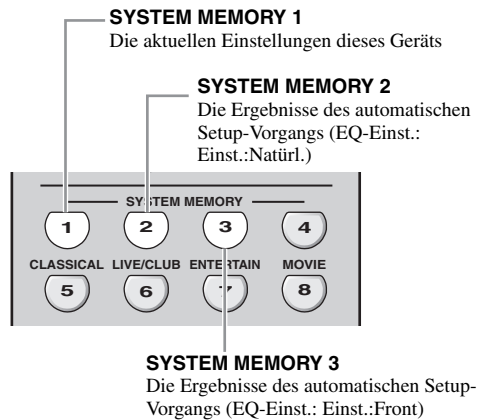 SYSTEM MEMORY 1
Die aktuellen Einstellungen dieses Geräts
SYSTEM MEMORY 2
Die Ergebnisse des automatischen
Setup-Vorgangs (EQ-Einst.:
Einst.:Natürl.)
SYSTEM MEMORY
1 2 3 4
CLASSICAL LIVE/CLUB ENTERTAIN MOVIE
5 6 7 8
SYSTEM MEMORY 3
Die Ergebnisse des automatischen Setup-
Vorgangs (EQ-Einst.: Einst.:Front)